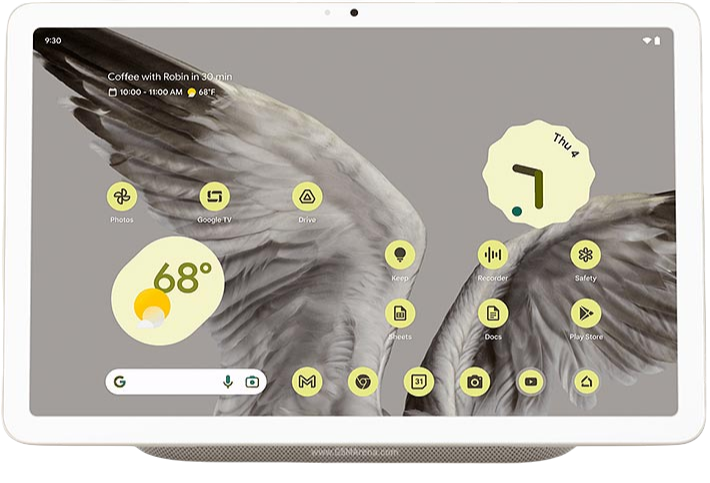 9:30
Coffee with Robin in 30 min
10:00 - 11:00 AM 68°F
Thu 4
Photos
Google TV
Drive
68°
Keep
Recorder
Safety
Sheets
Docs
Play Store
G
31
www.GSMArena.com